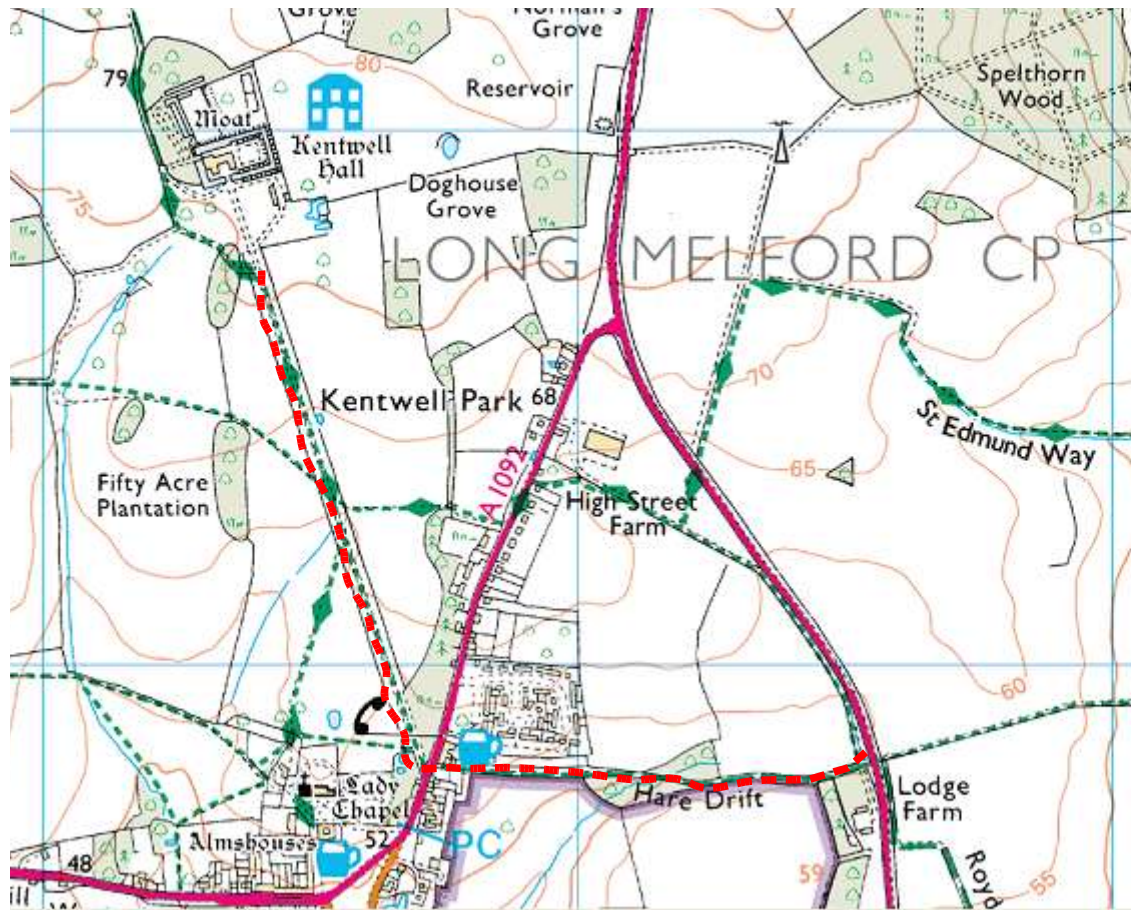 Grove
Norman's
Grove
80
79
Reservoir
Spelthorn
Wood
Moat
Kentwell
Hall
75
Doghouse
Grove
LONG MELFORD CP
70
Kentwell Park
68
St Edmund Way
A 1092
65
Fifty Acre
Plantation
High Street
Farm
60
Lady
Chapel
Hare Drift
Lodge
Farm
52
PC
Almshouses
48
59
55